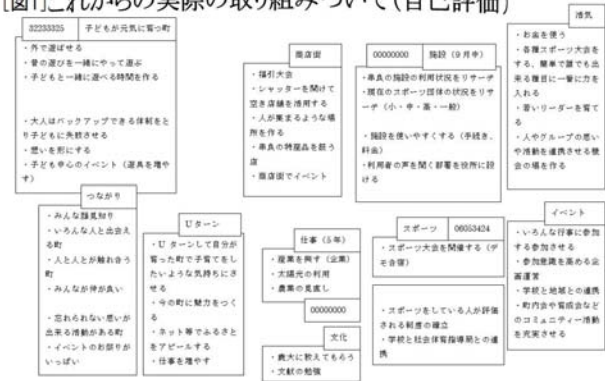 [図1]これからの実際の取り組みついて(自己評価)
32233325
子どもが元気に育つ町
・外で遊ばせる
・昔の遊びを一緒にやって遊ぶ
・子どもと一緒に遊べる時間を作る
・大人はバックアップできる体制をと
り子どもに失敗させる
・想いを形にする
・子ども中心のイベント(遊具を増や
す)
商店街
・福引大会
・シャッターを開けて
空き店舗を活用する
・人が集まるような場
所を作る
・串良の特産品を扱う
店
・商店街でイベント
00000000
施設(9月中)
・串良の施設の利用状況をリサーチ
・現在のスポーツ団体の状況をリサ
ーチ(小・中・高・一般)
・施設を使いやすくする(手続き、
料金)
・利用者の声を聞く部署を役所に設
ける
活気
・お金を使う
・各種スポーツ大会を
する、簡単で誰でも出
来る種目に一番に力を
入れる
・若いリーダーを育て
る
・人やグループの思い
や活動を連携させる機
会の場を作る
つながり
・みんな顔見知り
・いろんな人と出会え
る町
・人と人とが触れ合う
町
・みんなが仲が良い
・忘れられない思いが
出来る活動がある町
・イベントのお祭りが
いっぱい
Uターン
・Uターンして自分が
育った町で子育てをし
たいような気持ちにさ
せる
・今の町に魅力をつく
る
・ネット等でふるさと
をアピールする
・仕事を増やす
仕事(5年)
・産業を興す(企業)
・太陽光の利用
・農業の見直し
00000000
文化
・農大に教えてもらう
・文献の勉強
スポーツ
06053424
・スポーツ大会を開催する(デ
モ合宿)
・スポーツをしている人が評価
される制度の確立
・学校と社会体育指導局との連
携
イベント
・いろんな行事に参加
する参加させる
・参加意識を高める企
画運営
・学校と地域との連携
・町内会や育成会など
のコミュニティー活動
を充実させる